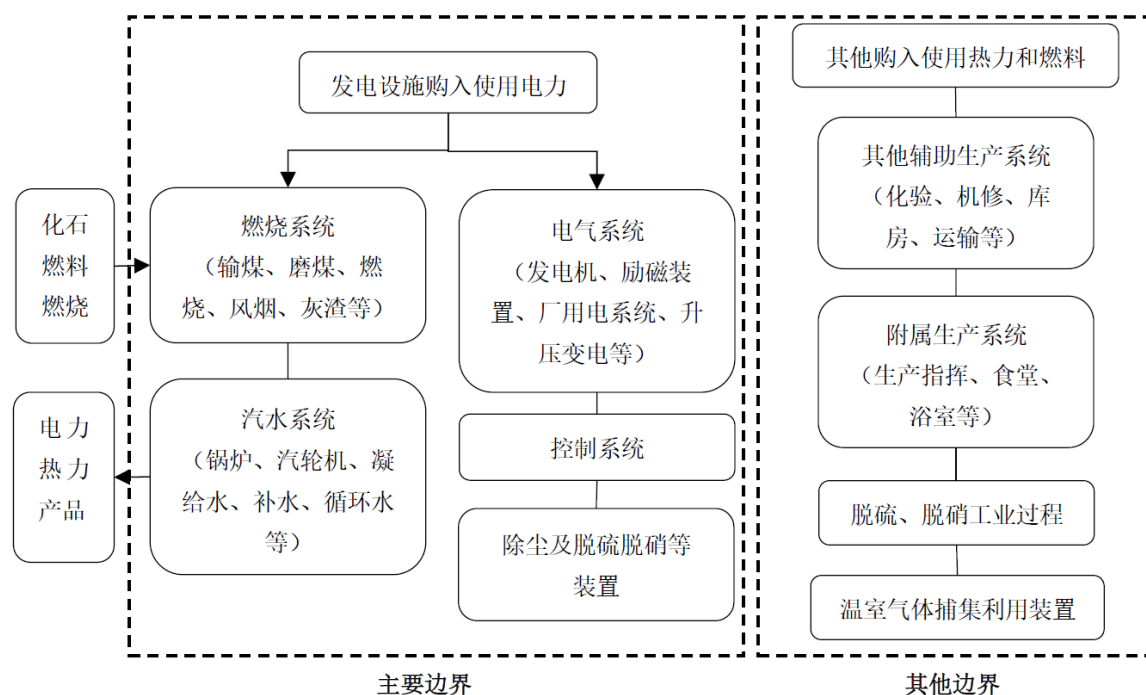 发电设施购入使用电力
化石
燃料
燃烧
燃烧系统
（输煤、磨煤、燃
烧、风烟、灰渣等）
电气系统
（发电机、励磁装
置、厂用电系统、升
压变电等）
电 力
热 力
产品
汽水系统
（锅炉、汽轮机、凝
给水、补水、循环水
等）
控制系统
除尘及脱硫脱硝等
装置
主要边界
其他购入使用热力和燃料
其他辅助生产系统
（化验、机修、库
房、运输等）
附属生产系统
（生产指挥、食堂、
浴室等）
脱硫、脱硝工业过程
温室气体捕集利用装置
其他边界